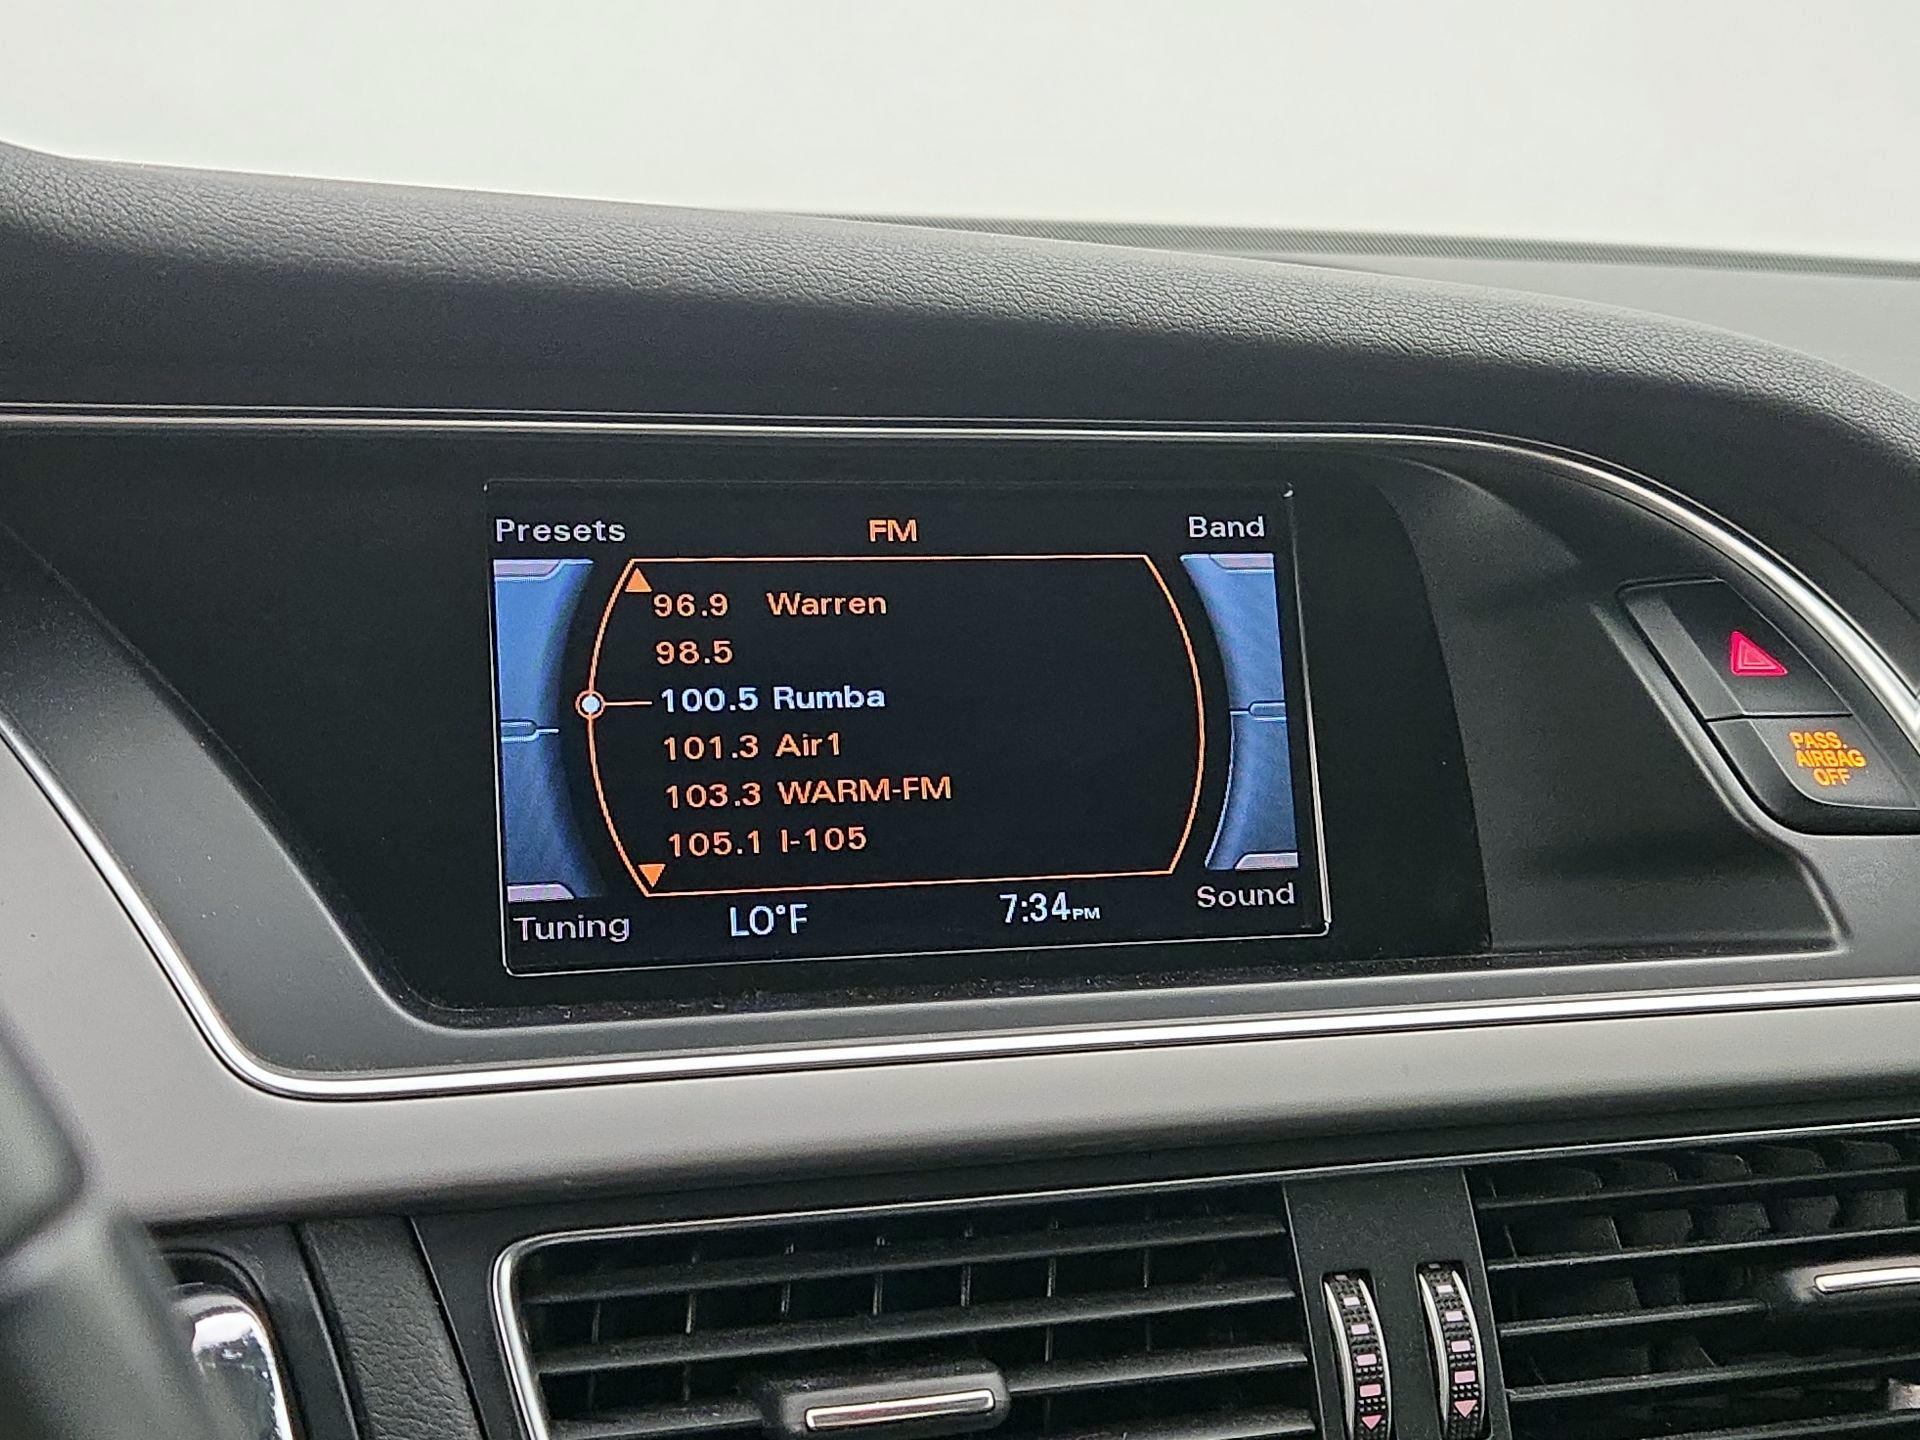 Presets FM Band
96.9 Warren
98.5
100.5 Rumba
101.3 Air1
103.3 WARM-FM
105.1 I-105
Tuning LO°F 7:34PM Sound
PASS.
AIRBAG
OFF